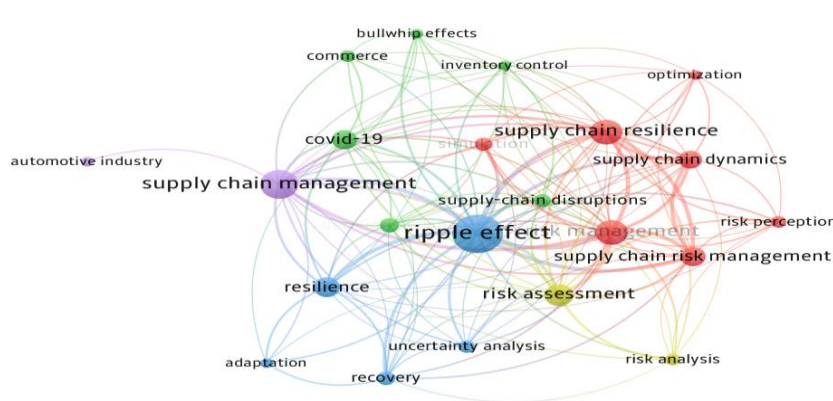 bullwhip effects
commerce
inventory control
optimization
covid-19
supply chain resilience
simulation
automotive industry
supply chain dynamics
supply chain management
supply-chain disruptions
risk perception
ripple effect
risk management
supply chain risk management
resilience
risk assessment
uncertainty analysis
adaptation
risk analysis
recovery